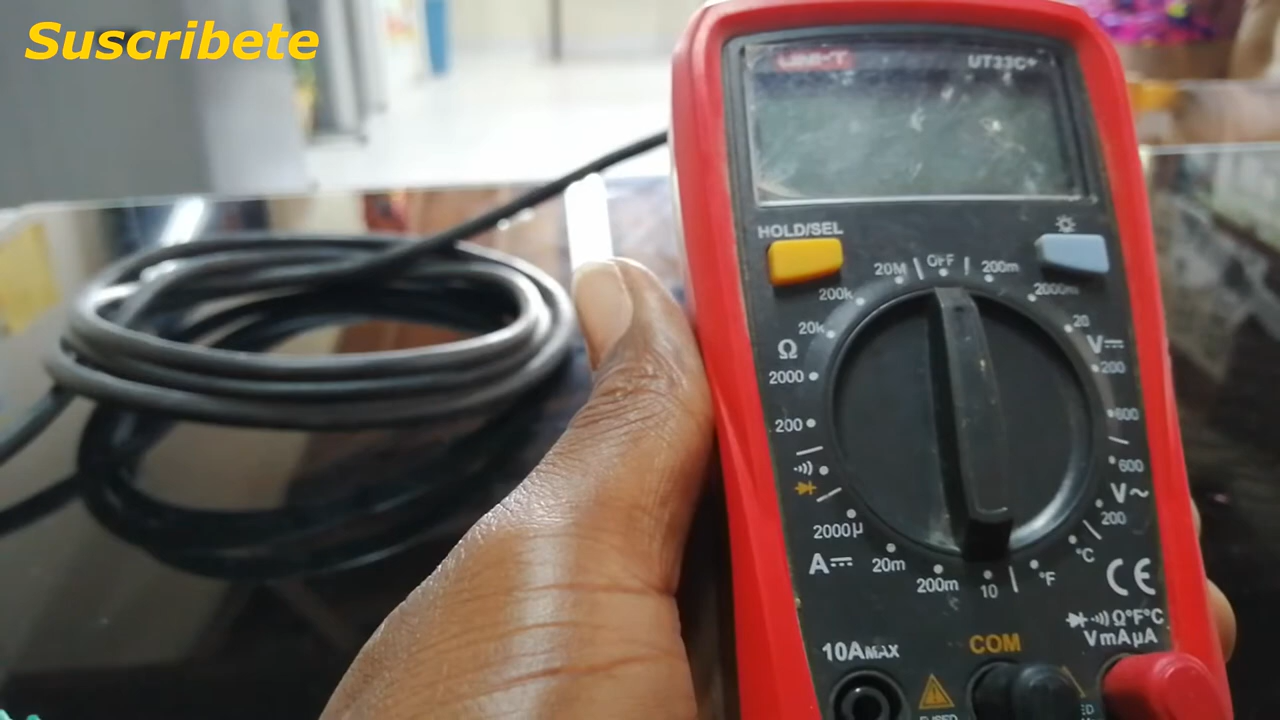 Suscribete
UNI-T UT33C+
HOLD/SEL
OFF
20M 200m
200k 2000m
20k 20
Ω V
2000 200
200 600
600
V~
2000µ 200
A 20m °C
200m 10 °F
CE
Ω°F°C
10AMAX COM VmAµA
FUSED